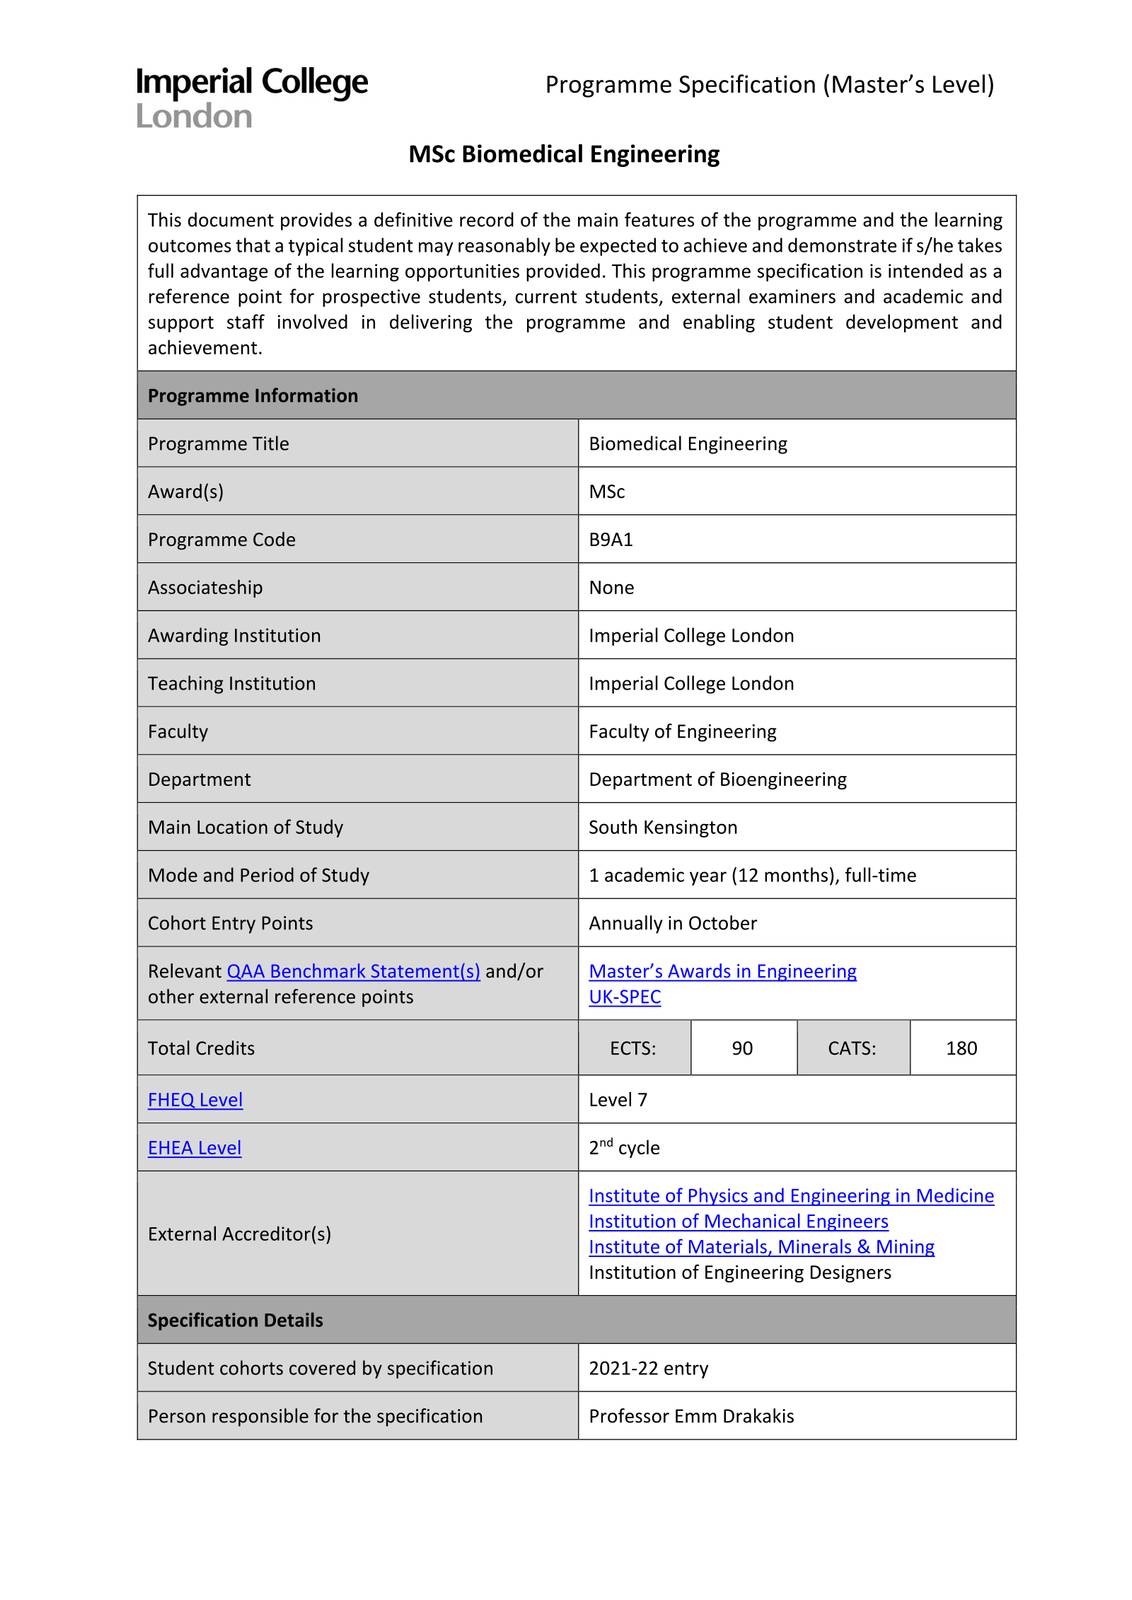 Imperial College
London
Programme Specification (Master's Level)
MSc Biomedical Engineering
This document provides a definitive record of the main features of the programme and the learning
outcomes that a typical student may reasonably be expected to achieve and demonstrate if s/he takes
full advantage of the learning opportunities provided. This programme specification is intended as a
reference point for prospective students, current students, external examiners and academic and
support staff involved in delivering the programme and enabling student development and
achievement.
Programme Information
Programme Title Biomedical Engineering
Award(s) MSc
Programme Code B9A1
Associateship None
Awarding Institution Imperial College London
Teaching Institution Imperial College London
Faculty Faculty of Engineering
Department Department of Bioengineering
Main Location of Study South Kensington
Mode and Period of Study 1 academic year (12 months), full-time
Cohort Entry Points Annually in October
Relevant QAA Benchmark Statement(s) and/or
other external reference points
Master's Awards in Engineering
UK-SPEC
Total Credits ECTS: 90 CATS: 180
FHEQ Level Level 7
EHEA Level 2nd cycle
External Accreditor(s)
Institute of Physics and Engineering in Medicine
Institution of Mechanical Engineers
Institute of Materials, Minerals & Mining
Institution of Engineering Designers
Specification Details
Student cohorts covered by specification 2021-22 entry
Person responsible for the specification Professor Emm Drakakis